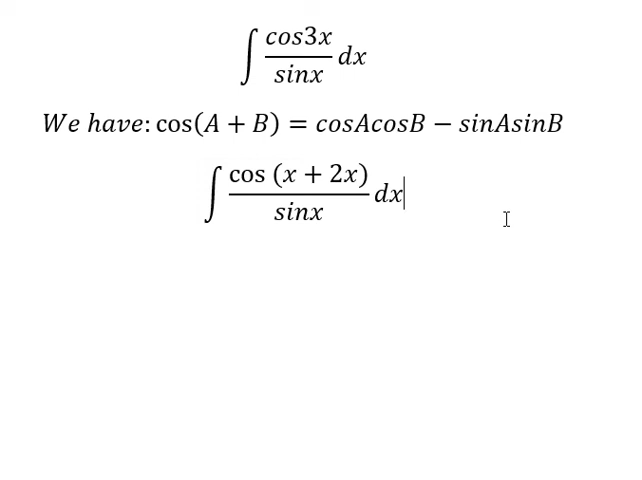 ∫ cos3x / sinx dx
We have: cos(A + B) = cosAcosB − sinAsinB
∫ cos (x + 2x) / sinx dx